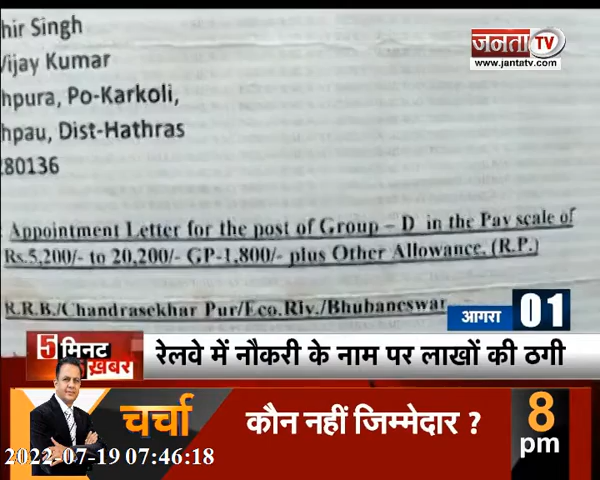 hir Singh
Vijay Kumar
hpura, Po-Karkoli,
hpau, Dist-Hathras
280136
Appointment Letter for the post of Group – D in the Pay scale of
Rs.5,200/- to 20,200/- GP-1,800/- plus Other Allowance. (R.P.)
R.R.B./Chandrasekhar Pur/Eco.Rly./Bhubaneswar
जनता TV
www.jantatv.com
आगरा 01
5 मिनट ख़बर
रेलवे में नौकरी के नाम पर लाखों की ठगी
चर्चा
कौन नहीं जिम्मेदार ?
8 pm
2022-07-19 07:46:18